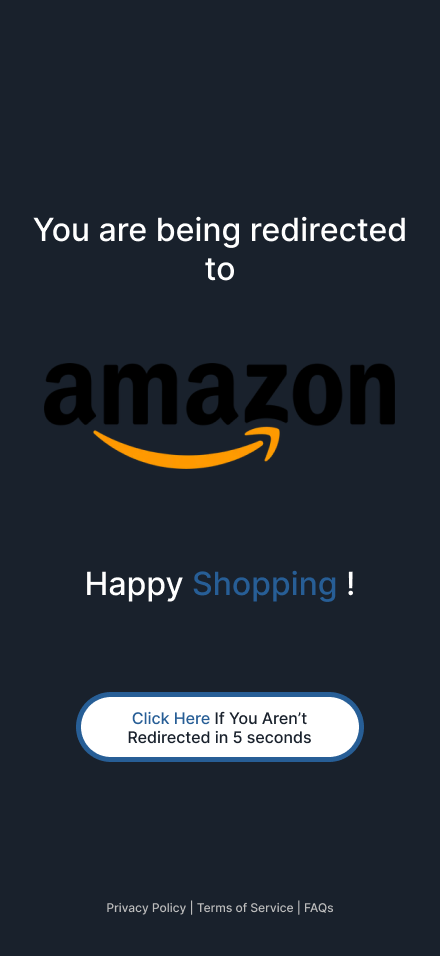 You are being redirected
to
amazon
Happy Shopping !
Click Here If You Aren’t
Redirected in 5 seconds
Privacy Policy | Terms of Service | FAQs